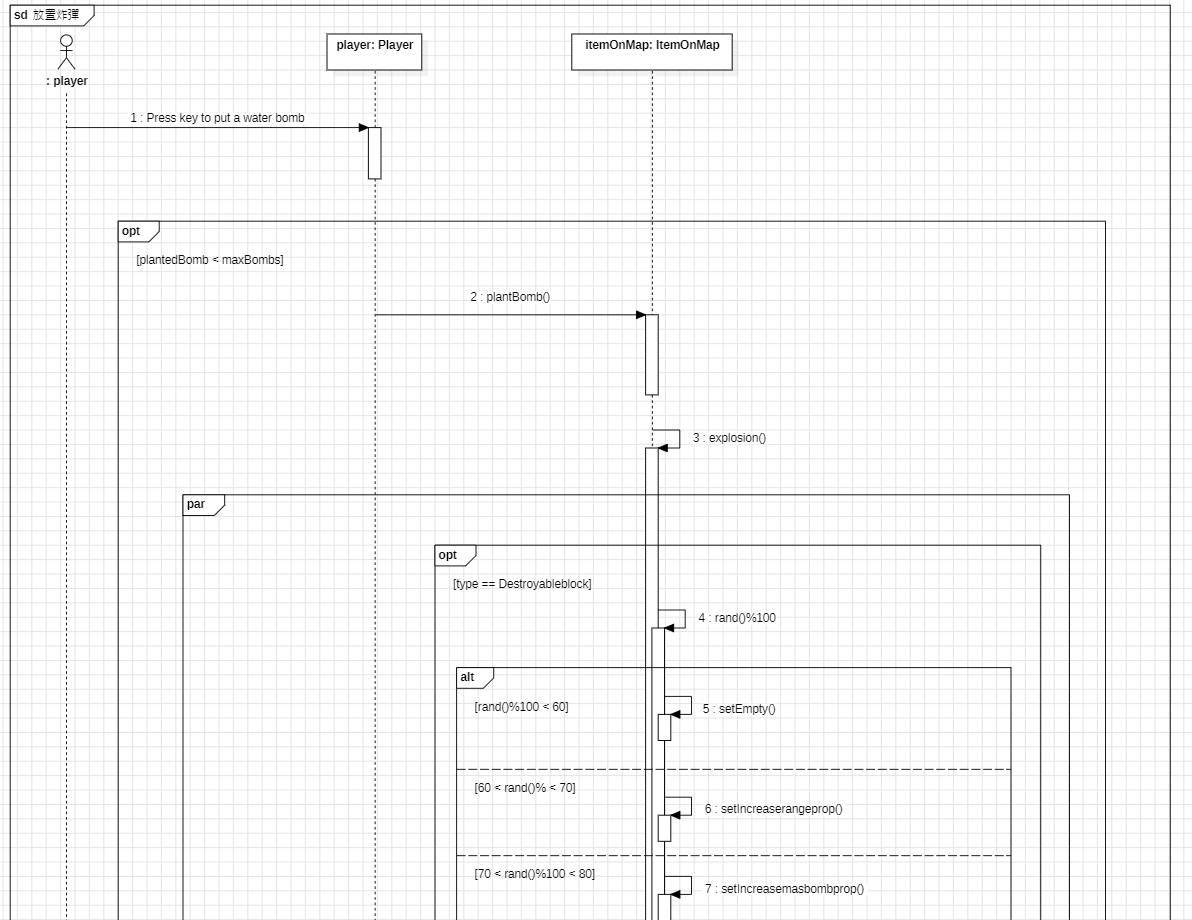 sd 放置炸彈
: player
player: Player
itemOnMap: ItemOnMap
1 : Press key to put a water bomb
opt
[plantedBomb < maxBombs]
2 : plantBomb()
3 : explosion()
par
opt
[type == Destroyableblock]
4 : rand()%100
alt
[rand()%100 < 60]
5 : setEmpty()
[60 < rand()% < 70]
6 : setIncreaserangeprop()
[70 < rand()%100 < 80]
7 : setIncreasemasbombprop()